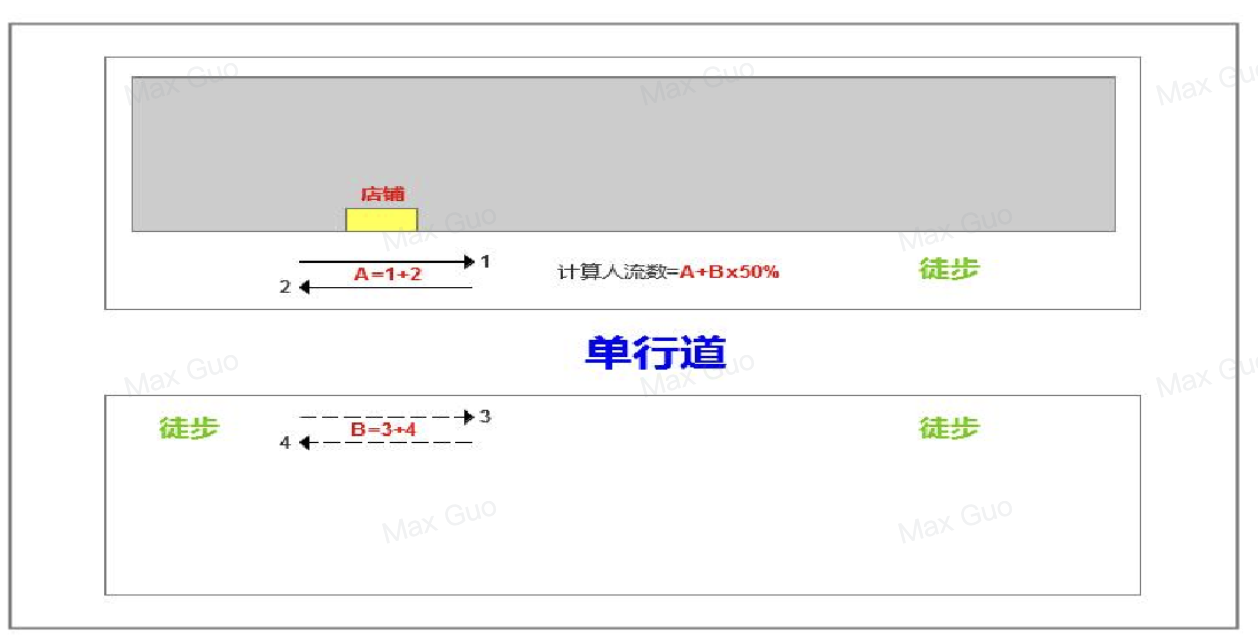 Max Guo
Max Guo
Max Guo
店铺
Max Guo
Max Guo
1
A=1+2
2
计算人流数=A+Bx50%
徒步
单行道
Max Guo
Max Guo
Max Guo
徒步
3
B=3+4
4
徒步
Max Guo
Max Guo